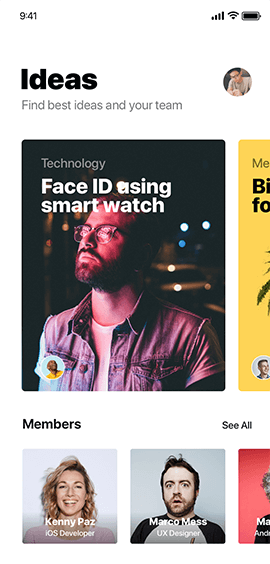 9:41
Ideas
Find best ideas and your team
Technology
Me
Face ID using
smart watch
Bi
fo
Members
See All
Kenny Paz
iOS Developer
Marco Mess
UX Designer
Ma
Andr